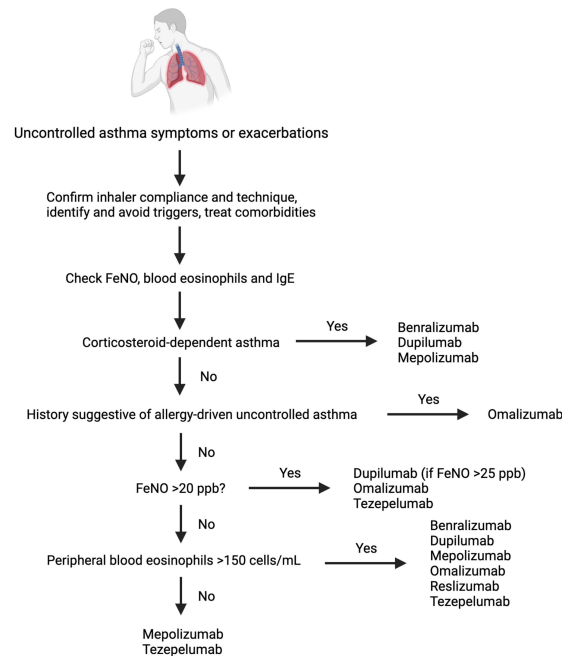 Uncontrolled asthma symptoms or exacerbations
Confirm inhaler compliance and technique,
identify and avoid triggers, treat comorbidities
Check FeNO, blood eosinophils and IgE
Corticosteroid-dependent asthma
Yes
Benralizumab
Dupilumab
Mepolizumab
No
History suggestive of allergy-driven uncontrolled asthma
Yes
Omalizumab
No
FeNO >20 ppb?
Yes
Dupilumab (if FeNO >25 ppb)
Omalizumab
Tezepelumab
No
Peripheral blood eosinophils >150 cells/mL
Yes
Benralizumab
Dupilumab
Mepolizumab
Omalizumab
Reslizumab
Tezepelumab
No
Mepolizumab
Tezepelumab